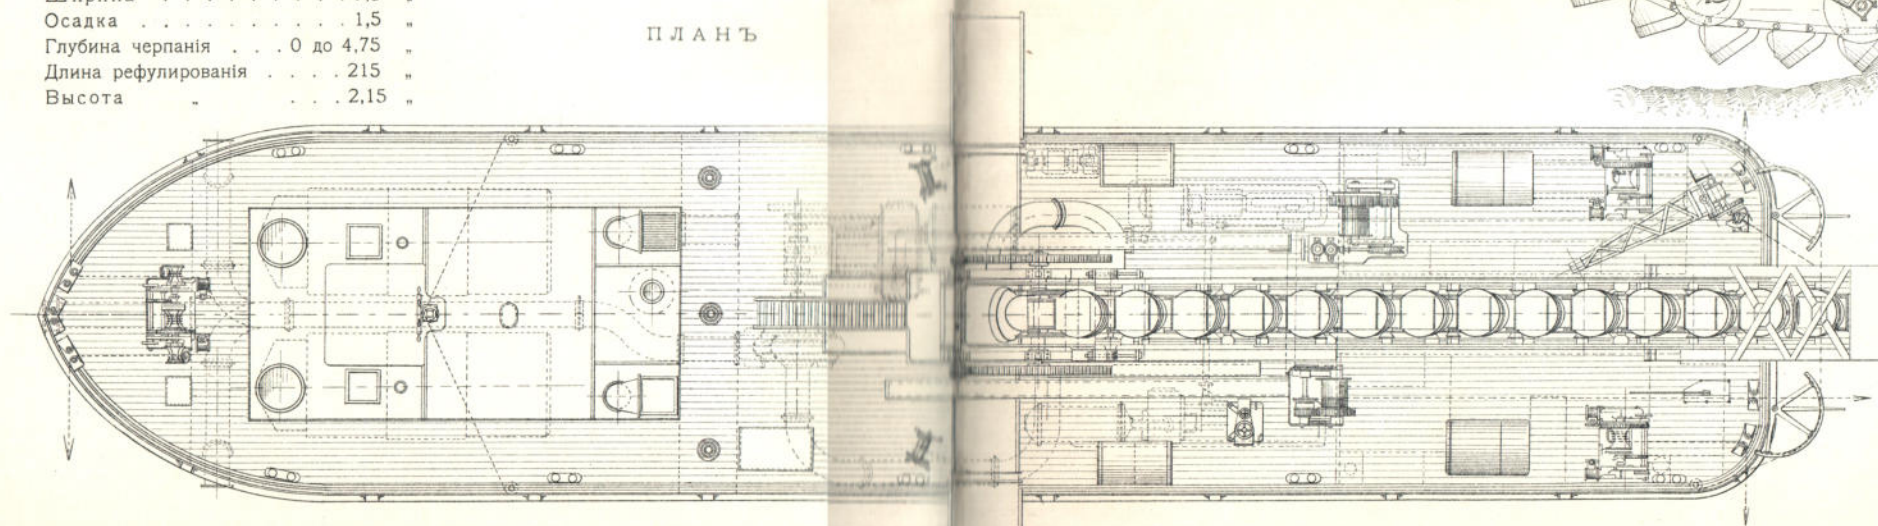 Осадка . . . . . . . . . . 1,5 „
Глубина черпанія . . . 0 до 4,75 „
Длина рефулированія . . . . 215 „
Высота „ . . . 2,15 „
ПЛАНЪ